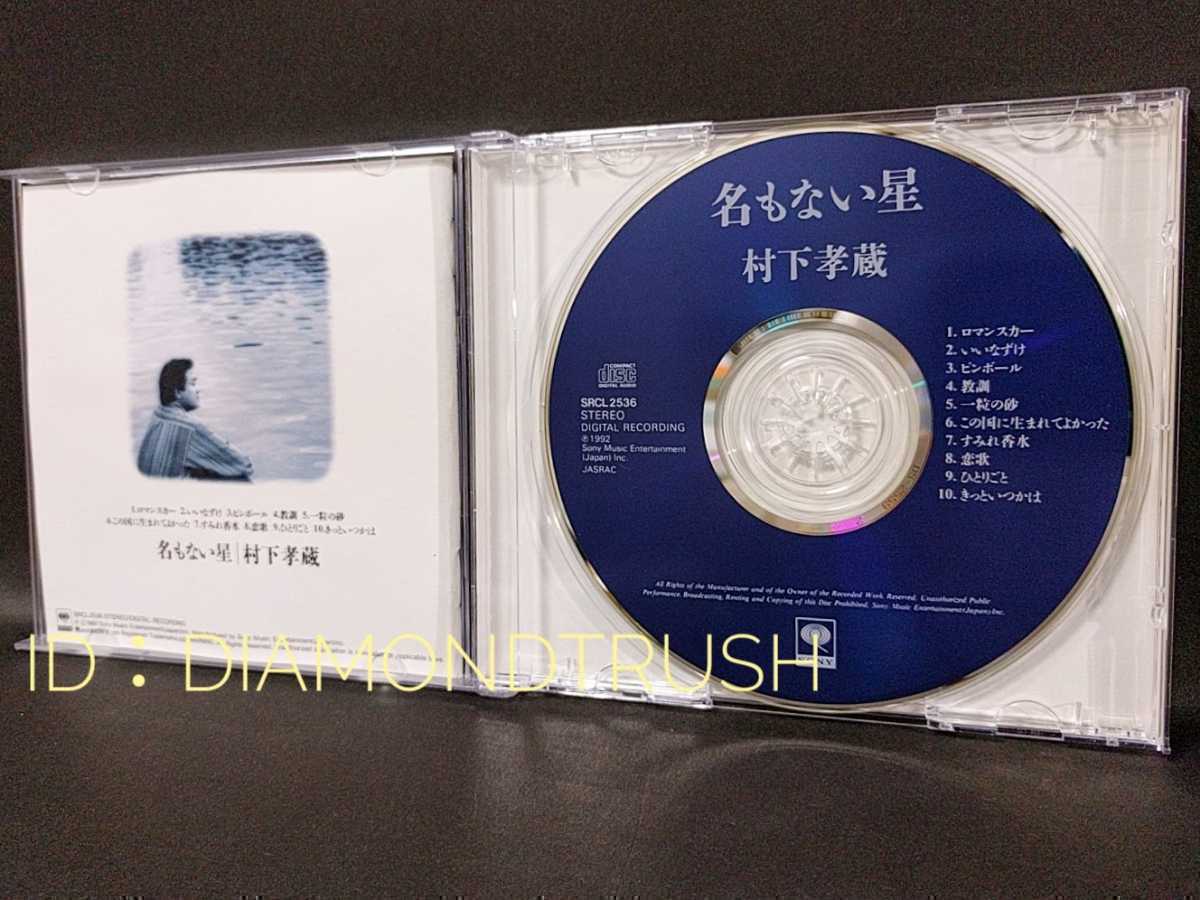 1.ロマンスカー 2.いいなずけ 3.ピンボール 4.教訓 5.一粒の砂
6.この国に生まれてよかった 7.すみれ香水 8.恋歌 9.ひとりごと 10.きっといつかは
名もない星|村下孝蔵
SRCL 2536 STEREO/DIGITAL RECORDING
名もない星
村下孝蔵
COMPACT
disc
DIGITAL AUDIO
SRCL 2536
STEREO
DIGITAL RECORDING
Ⓟ1992
Sony Music Entertainment
(Japan) Inc.
JASRAC
1. ロマンスカー
2. いいなずけ
3. ピンボール
4. 教訓
5. 一粒の砂
6. この国に生まれてよかった
7. すみれ香水
8. 恋歌
9. ひとりごと
10. きっといつかは
All Rights of the Manufacturer and of the Owner of the Recorded Work Reserved. Unauthorized Public
Performance, Broadcasting, Renting and Copying of this Disc Prohibited. Sony Music Entertainment(Japan)Inc.
SONY
ID：DIAMONDTRUSH